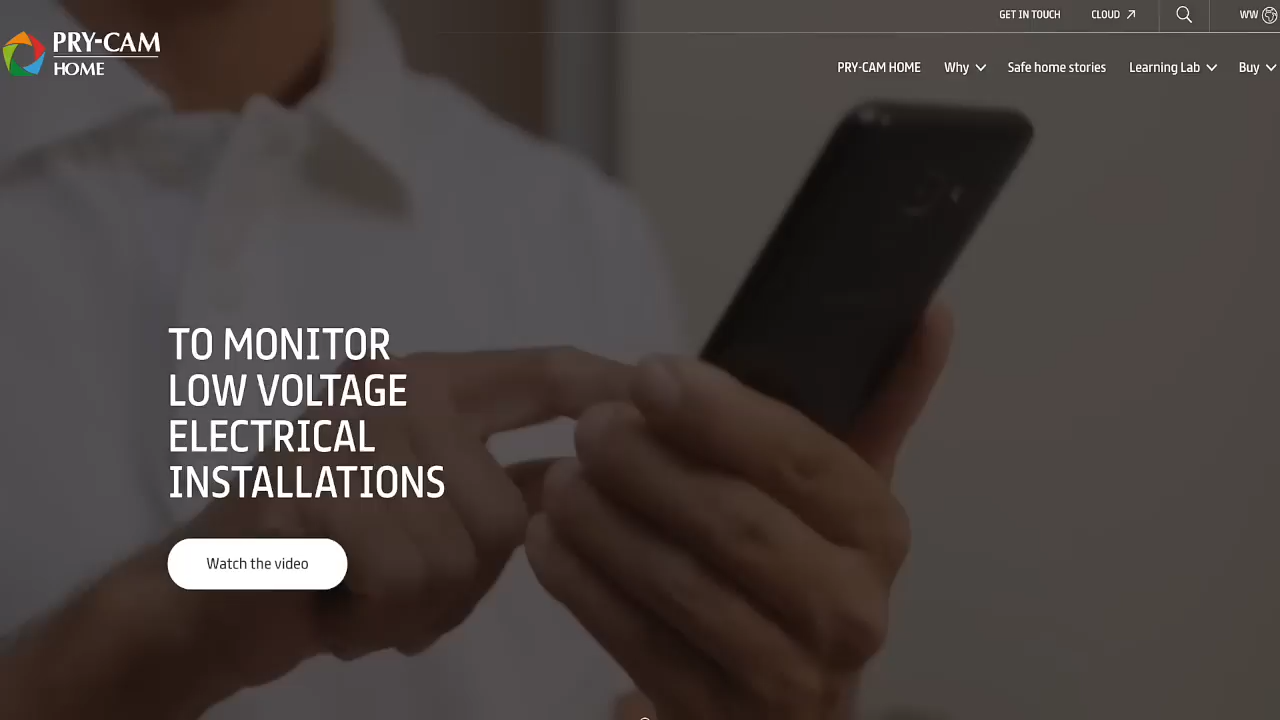 GET IN TOUCH
CLOUD
WW
PRY-CAM
HOME
PRY-CAM HOME
Why
Safe home stories
Learning Lab
Buy
TO MONITOR
LOW VOLTAGE
ELECTRICAL
INSTALLATIONS
Watch the video